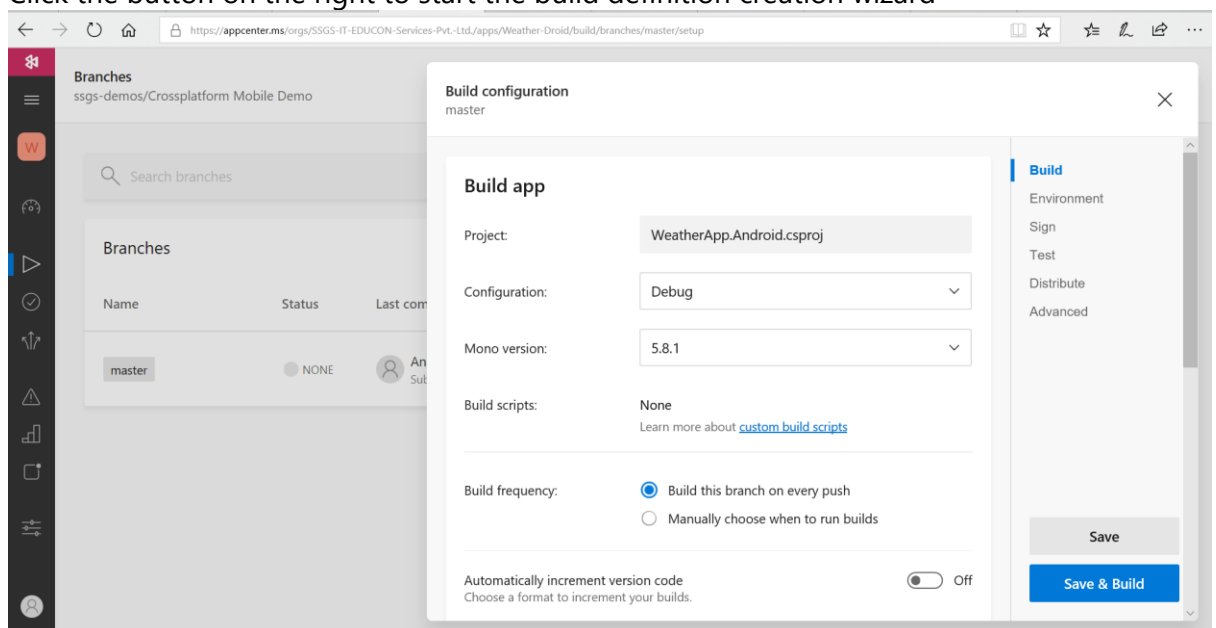 Click the button on the right to start the build definition creation wizard
https://appcenter.ms/orgs/SSGS-IT-EDUCON-Services-Pvt.-Ltd./apps/Weather-Droid/build/branches/master/setup
Branches
ssgs-demos/Crossplatform Mobile Demo
W
Search branches
Branches
Name Status Last com
master NONE An
Sub
Build configuration
master
Build app
Project: WeatherApp.Android.csproj
Configuration: Debug
Mono version: 5.8.1
Build scripts: None
Learn more about custom build scripts
Build frequency: Build this branch on every push
Manually choose when to run builds
Automatically increment version code Off
Choose a format to increment your builds.
Build
Environment
Sign
Test
Distribute
Advanced
Save
Save & Build